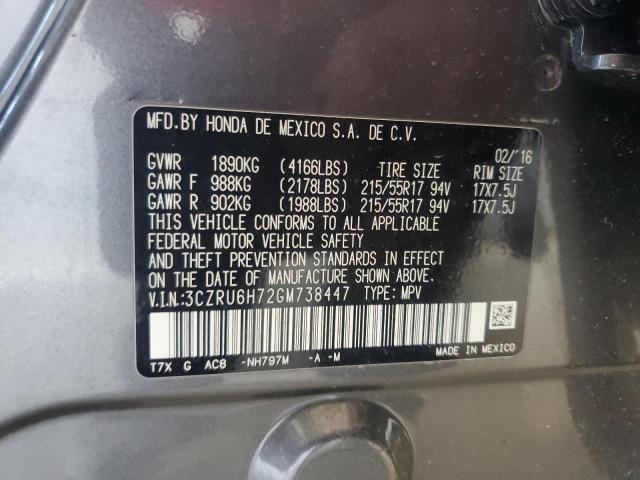 MFD.BY HONDA DE MEXICO S.A. DE C.V.
02/'16
GVWR 1890KG (4166LBS) TIRE SIZE RIM SIZE
GAWR F 988KG (2178LBS) 215/55R17 94V 17X7.5J
GAWR R 902KG (1988LBS) 215/55R17 94V 17X7.5J
THIS VEHICLE CONFORMS TO ALL APPLICABLE
FEDERAL MOTOR VEHICLE SAFETY
AND THEFT PREVENTION STANDARDS IN EFFECT
ON THE DATE OF MANUFACTURE SHOWN ABOVE.
V.I.N.:3CZRU6H72GM738447 TYPE: MPV
T7X G AC8 -NH797M -A -M MADE IN MEXICO